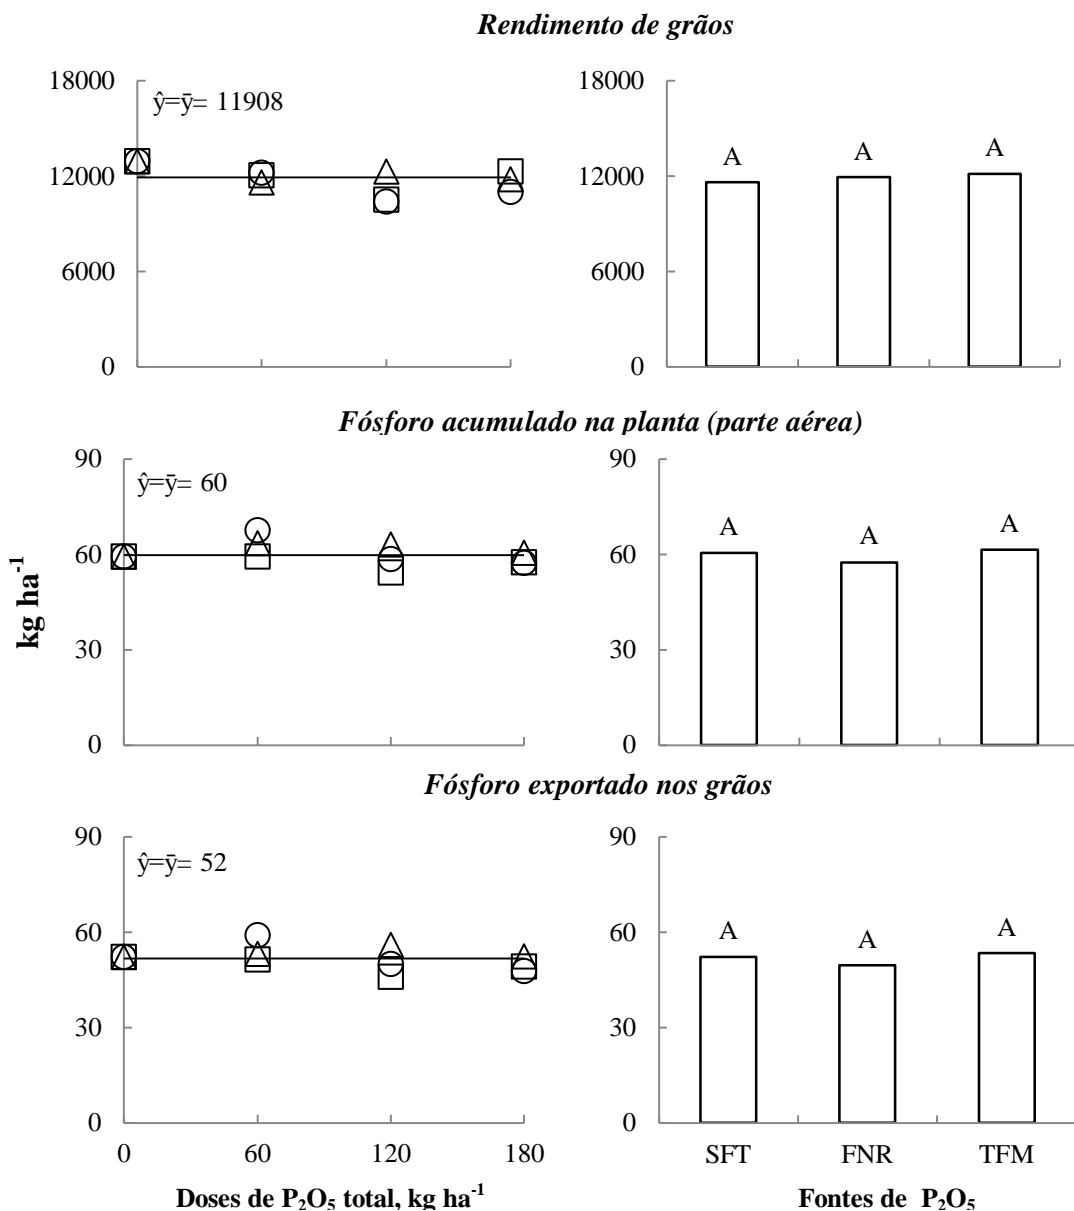 Rendimento de grãos
18000
12000
6000
0
ŷ=ȳ= 11908
18000
12000
6000
0
A
A
A
Fósforo acumulado na planta (parte aérea)
90
60
30
0
ŷ=ȳ= 60
90
60
30
0
A
A
A
kg ha⁻¹
Fósforo exportado nos grãos
90
60
30
0
ŷ=ȳ= 52
0
60
120
180
90
60
30
0
A
A
A
SFT
FNR
TFM
Doses de P₂O₅ total, kg ha⁻¹
Fontes de P₂O₅